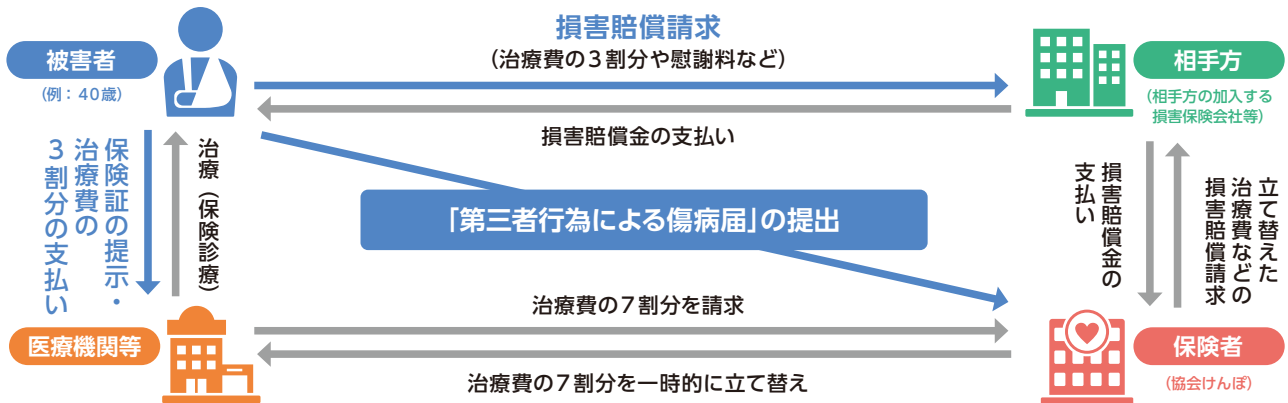 損害賠償請求
(治療費の3割分や慰謝料など)
被害者
(例：40歳)
相手方
(相手方の加入する
損害保険会社等)
損害賠償金の支払い
保険証の提示・
治療費の
3割分の支払い
治療（保険診療）
「第三者行為による傷病届」の提出
損害賠償金の
支払い
立て替えた
治療費などの
損害賠償請求
治療費の7割分を請求
医療機関等
保険者
(協会けんぽ)
治療費の7割分を一時的に立て替え